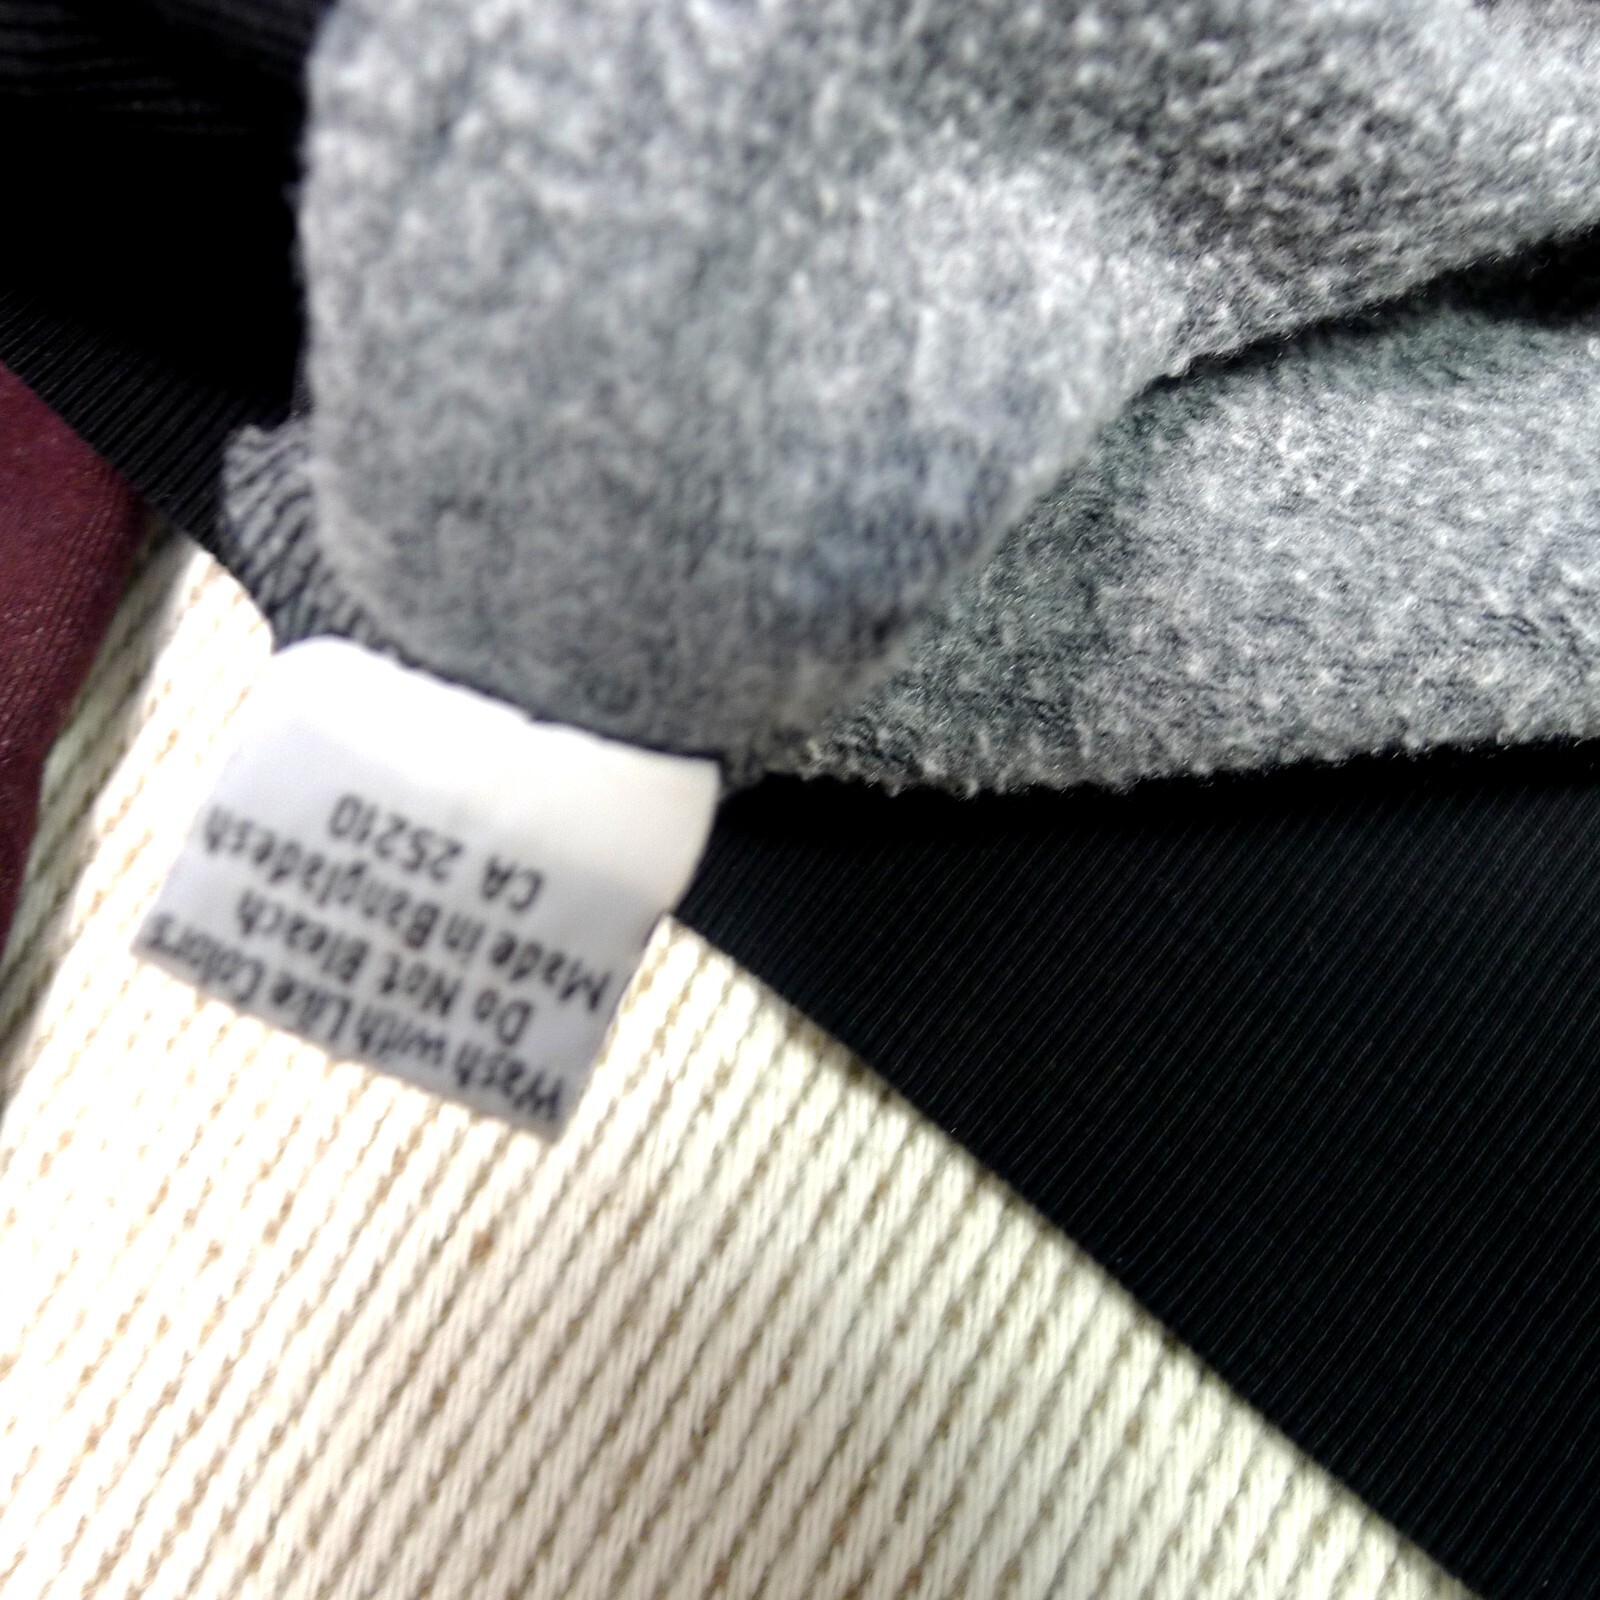 Wash with Like Colors
Do Not Bleach
Made in Bangladesh
CA 25210